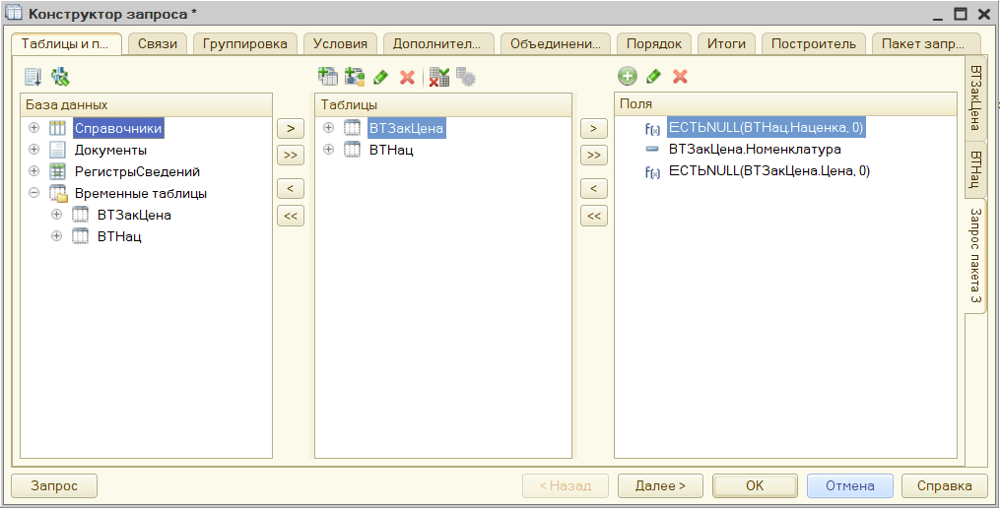 Конструктор запроса *
Таблицы и п...
Связи
Группировка
Условия
Дополнител...
Объединени...
Порядок
Итоги
Построитель
Пакет запр...
База данных
Справочники
Документы
РегистрыСведений
Временные таблицы
ВТЗакЦена
ВТНац
>
>>
<
<<
Таблицы
ВТЗакЦена
ВТНац
>
>>
<
<<
Поля
ЕСТЬNULL(ВТНац.Наценка, 0)
ВТЗакЦена.Номенклатура
ЕСТЬNULL(ВТЗакЦена.Цена, 0)
ВТЗакЦена
ВТНац
Запрос пакета 3
Запрос
< Назад
Далее >
ОК
Отмена
Справка